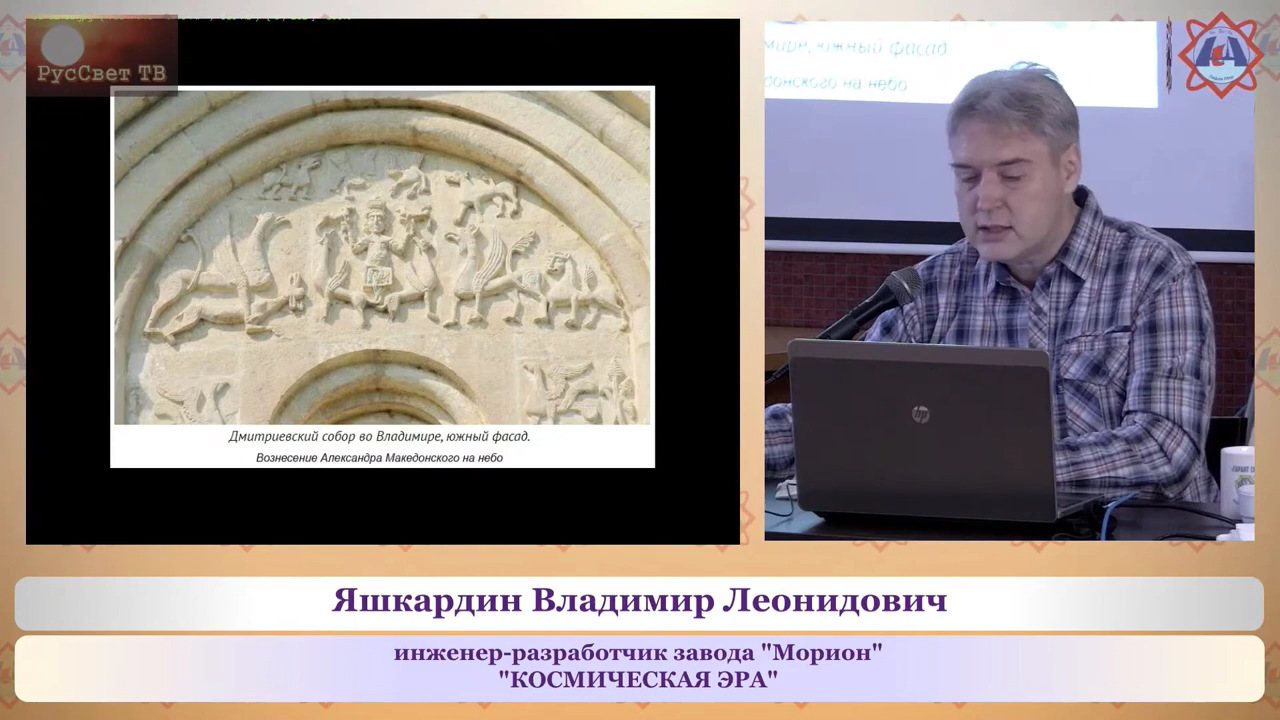 РусСвет ТВ
мире, южный фасад
донского на небо
Дмитриевский собор во Владимире, южный фасад.
Вознесение Александра Македонского на небо
hp
Яшкардин Владимир Леонидович
инженер-разработчик завода "Морион"
"КОСМИЧЕСКАЯ ЭРА"